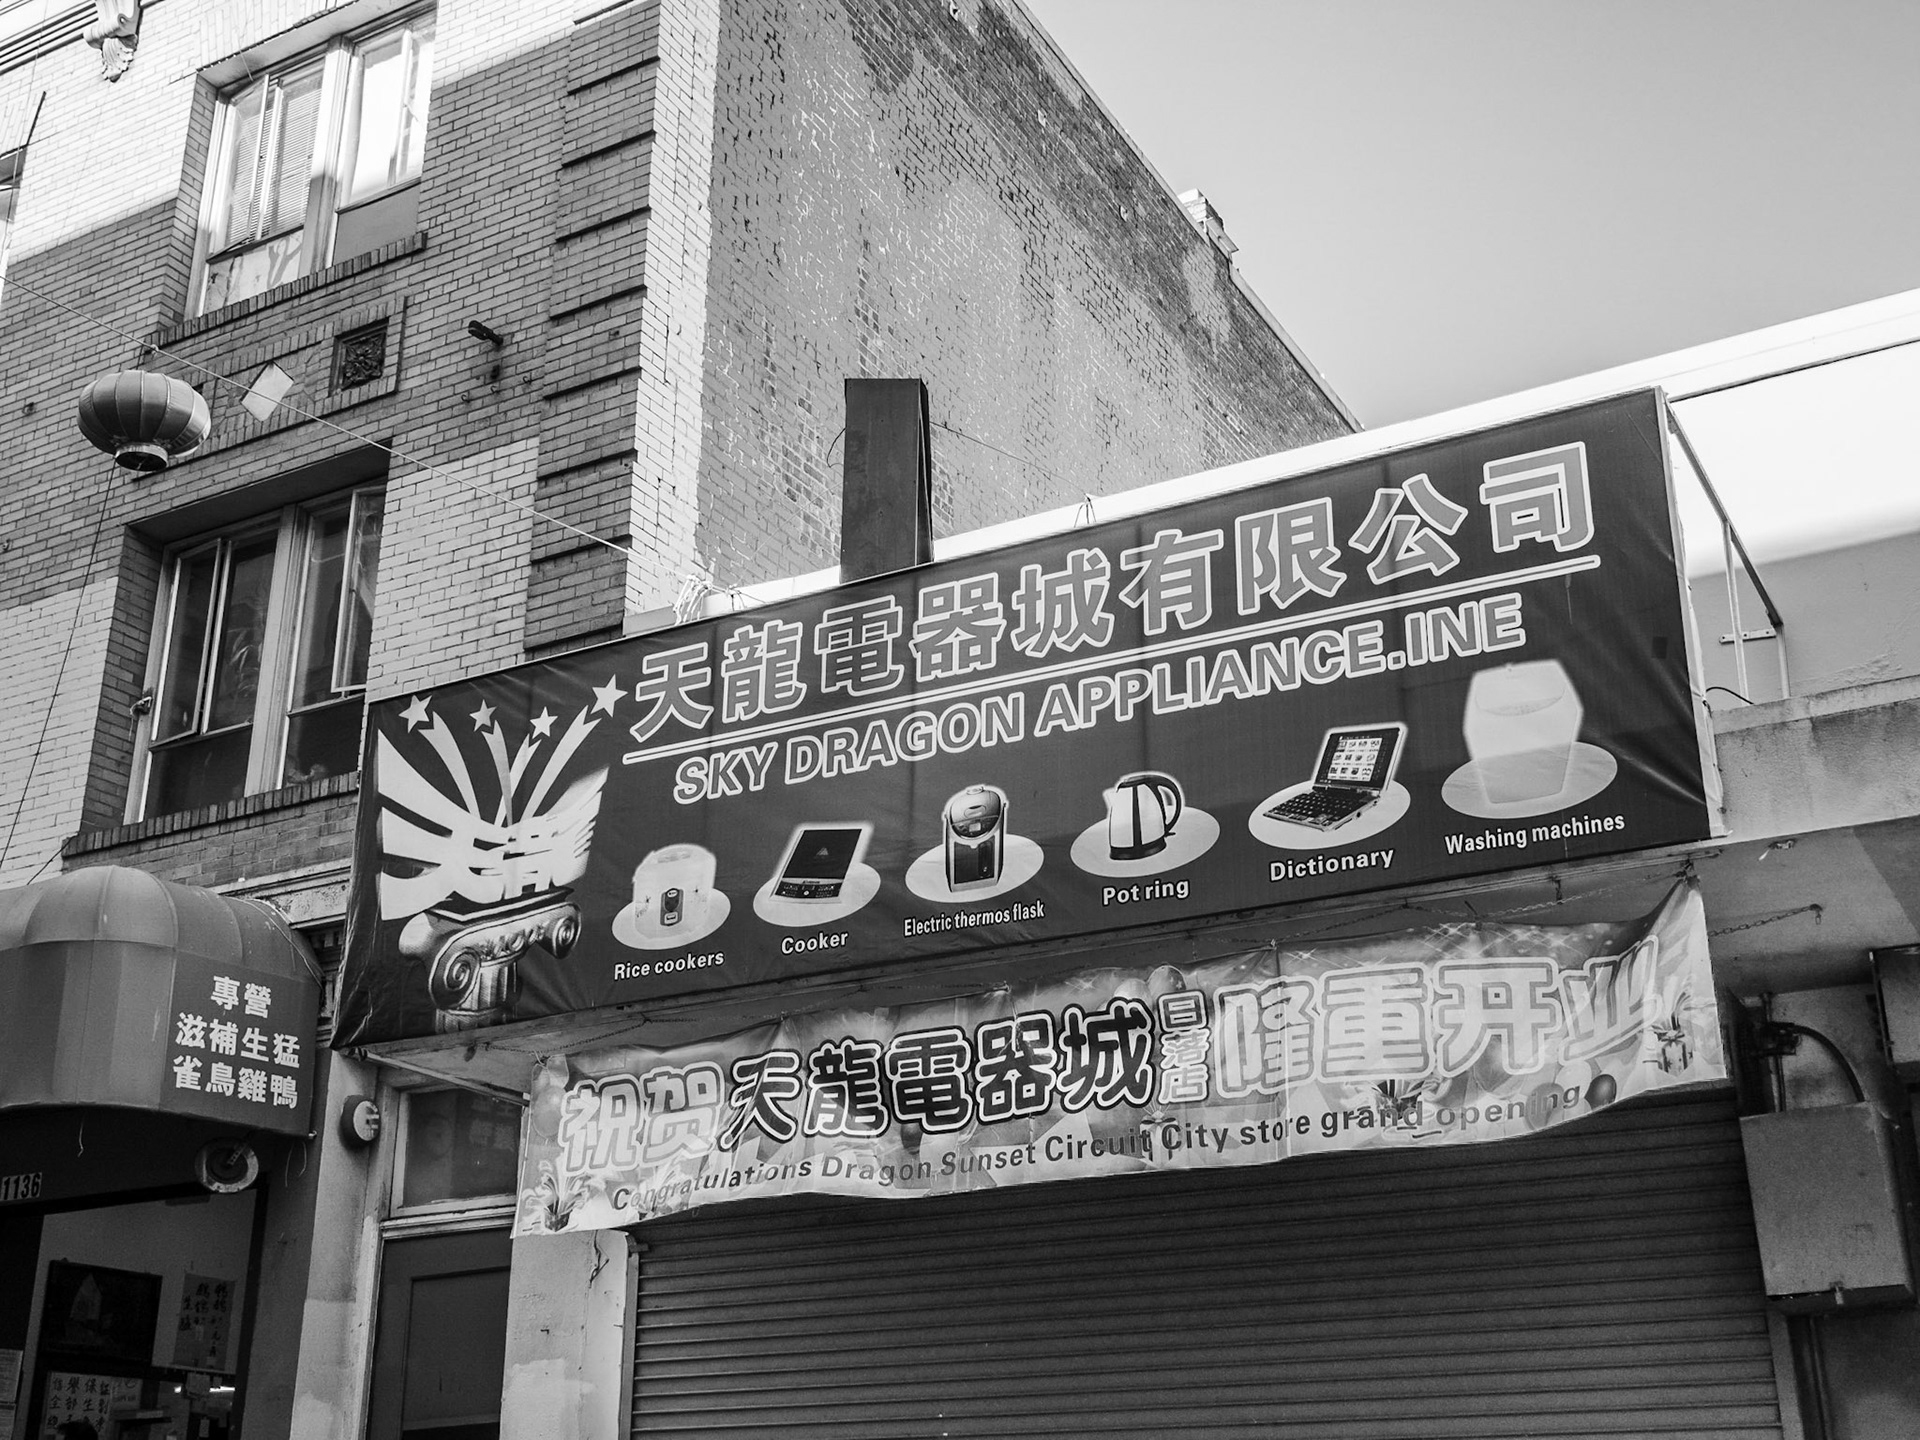 天龍電器城有限公司
SKY DRAGON APPLIANCE.INE
天龍
Rice cookers
Cooker
Electric thermos flask
Pot ring
Dictionary
Washing machines
祝贺天龍電器城日落店隆重开业
Congratulations Dragon Sunset Circuit City store grand opening
專營
滋補生猛
雀鳥雞鴨
1136